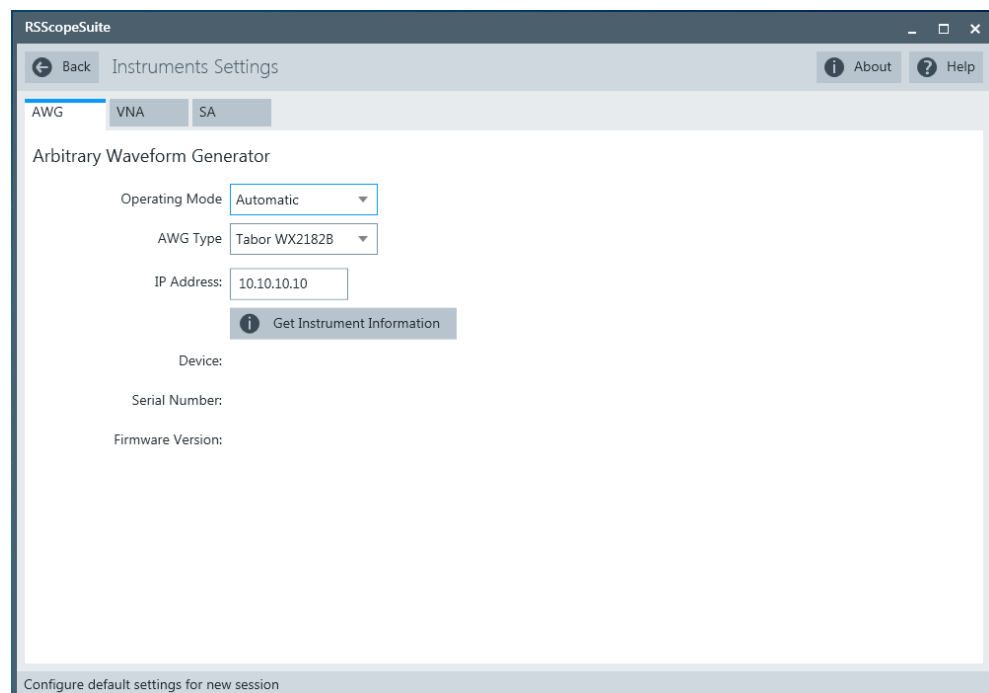 RSScopeSuite
Back Instruments Settings About Help
AWG VNA SA
Arbitrary Waveform Generator
Operating Mode Automatic
AWG Type Tabor WX2182B
IP Address: 10.10.10.10
Get Instrument Information
Device:
Serial Number:
Firmware Version:
Configure default settings for new session